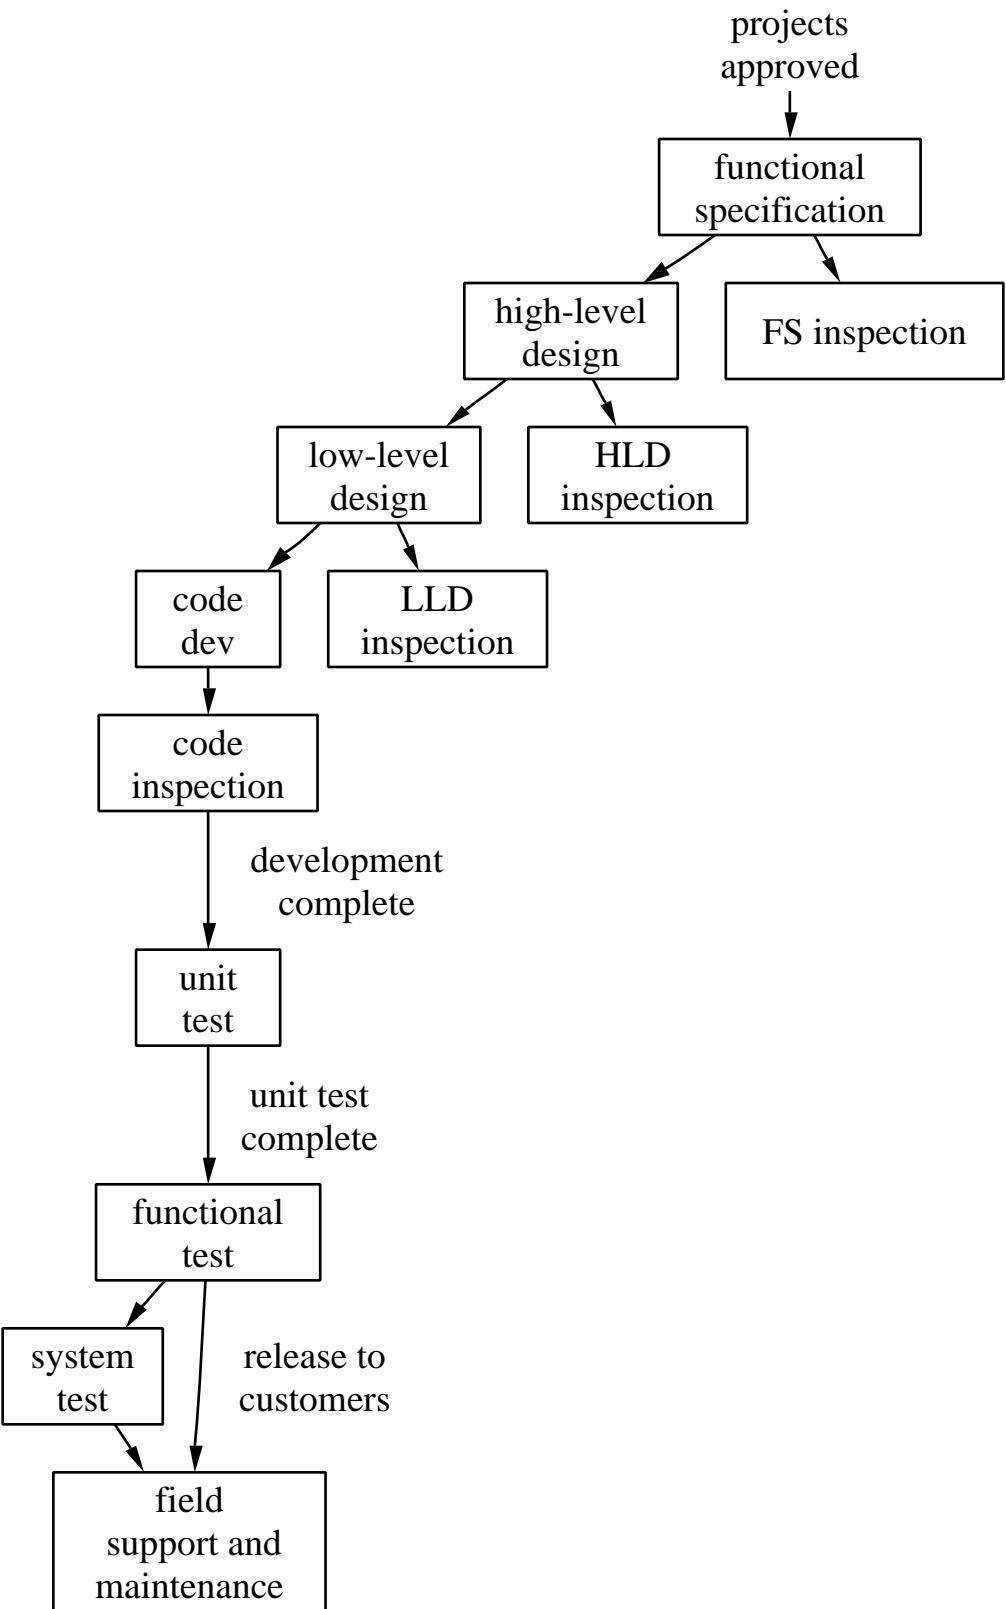 projects
approved
functional
specification
high-level
design
FS inspection
low-level
design
HLD
inspection
code
dev
LLD
inspection
code
inspection
development
complete
unit
test
unit test
complete
functional
test
system
test
release to
customers
field
support and
maintenance